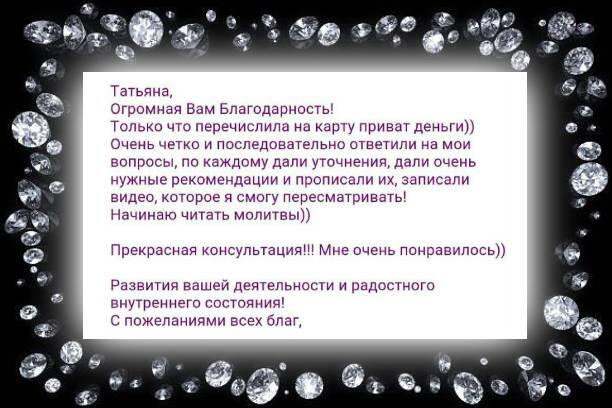 Татьяна,
Огромная Вам Благодарность!
Только что перечислила на карту приват деньги))
Очень четко и последовательно ответили на мои
вопросы, по каждому дали уточнения, дали очень
нужные рекомендации и прописали их, записали
видео, которое я смогу пересматривать!
Начинаю читать молитвы))
Прекрасная консультация!!! Мне очень понравилось))
Развития вашей деятельности и радостного
внутреннего состояния!
С пожеланиями всех благ,